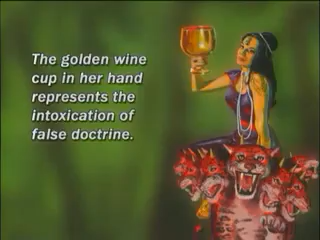 The golden wine
cup in her hand
represents the
intoxication of
false doctrine.